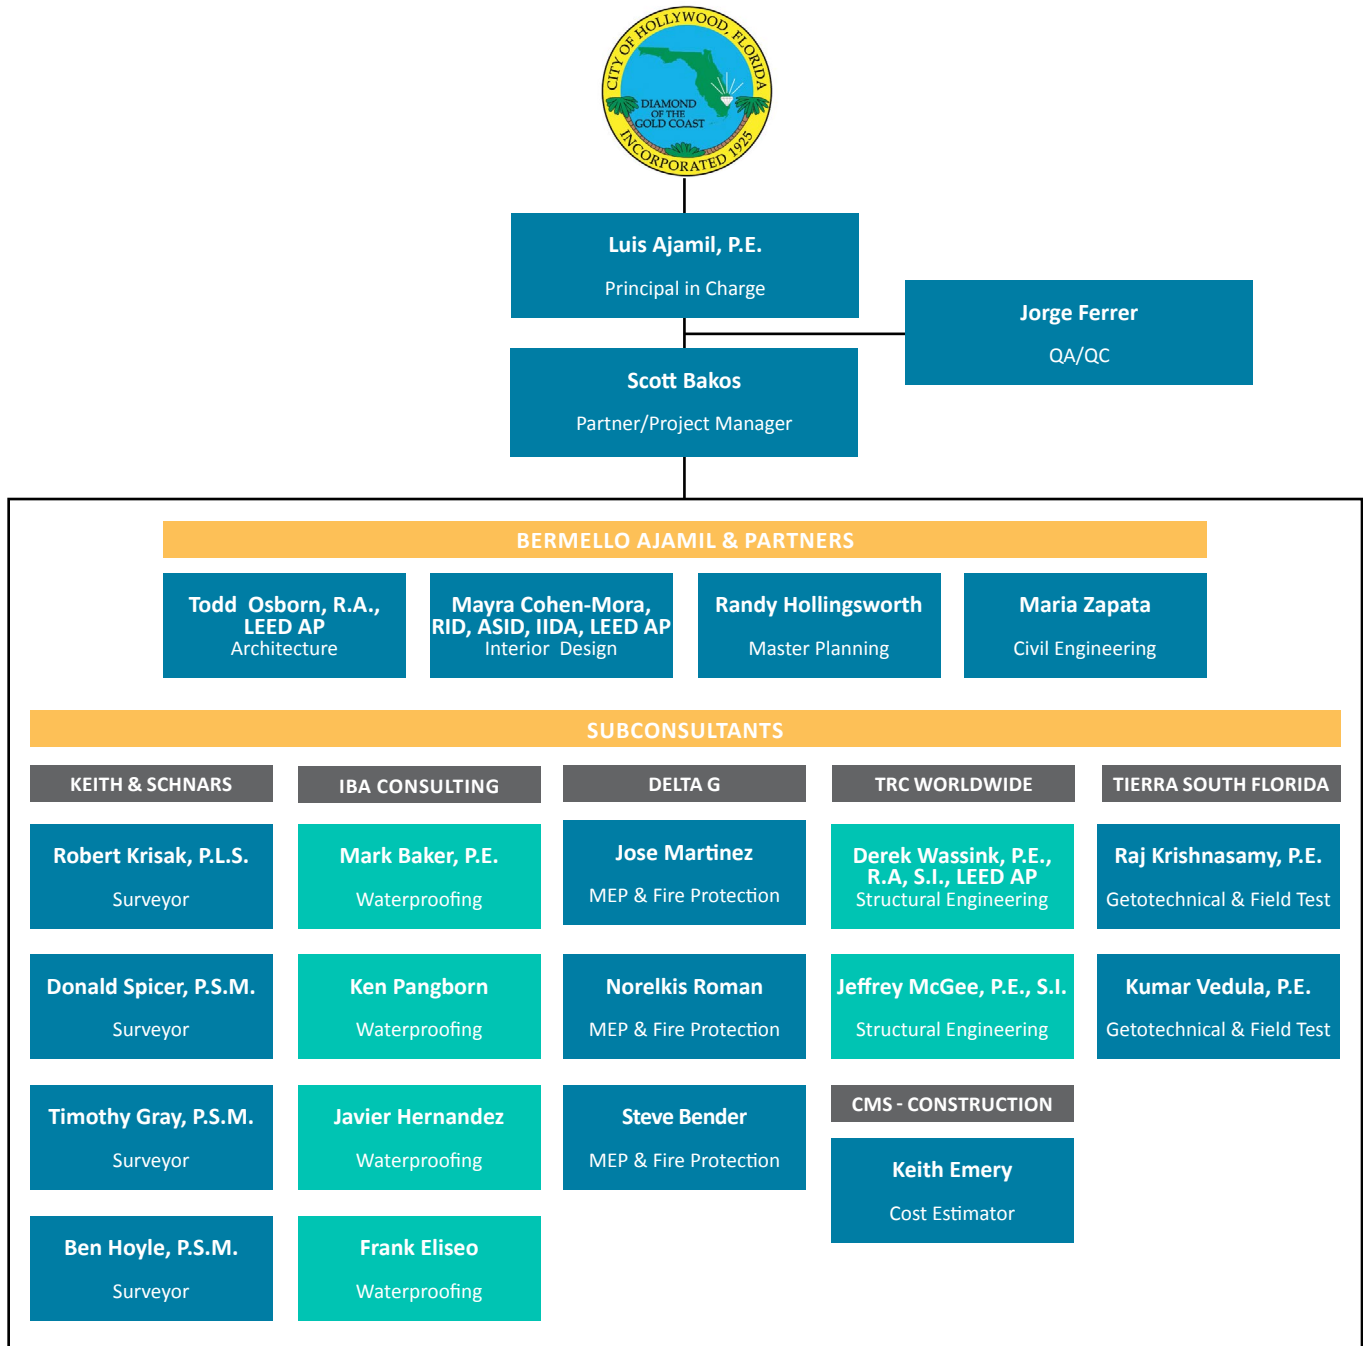 CITY OF HOLLYWOOD, FLORIDA
DIAMOND
OF THE
GOLD COAST
INCORPORATED 1925
Luis Ajamil, P.E.
Principal in Charge
Jorge Ferrer
QA/QC
Scott Bakos
Partner/Project Manager
BERMELLO AJAMIL & PARTNERS
Todd Osborn, R.A.,
LEED AP
Architecture
Mayra Cohen-Mora,
RID, ASID, IIDA, LEED AP
Interior Design
Randy Hollingsworth
Master Planning
Maria Zapata
Civil Engineering
SUBCONSULTANTS
KEITH & SCHNARS
Robert Krisak, P.L.S.
Surveyor
Donald Spicer, P.S.M.
Surveyor
Timothy Gray, P.S.M.
Surveyor
Ben Hoyle, P.S.M.
Surveyor
IBA CONSULTING
Mark Baker, P.E.
Waterproofing
Ken Pangborn
Waterproofing
Javier Hernandez
Waterproofing
Frank Eliseo
Waterproofing
DELTA G
Jose Martinez
MEP & Fire Protection
Norelkis Roman
MEP & Fire Protection
Steve Bender
MEP & Fire Protection
TRC WORLDWIDE
Derek Wassink, P.E.,
R.A, S.I., LEED AP
Structural Engineering
Jeffrey McGee, P.E., S.I.
Structural Engineering
CMS - CONSTRUCTION
Keith Emery
Cost Estimator
TIERRA SOUTH FLORIDA
Raj Krishnasamy, P.E.
Getotechnical & Field Test
Kumar Vedula, P.E.
Getotechnical & Field Test